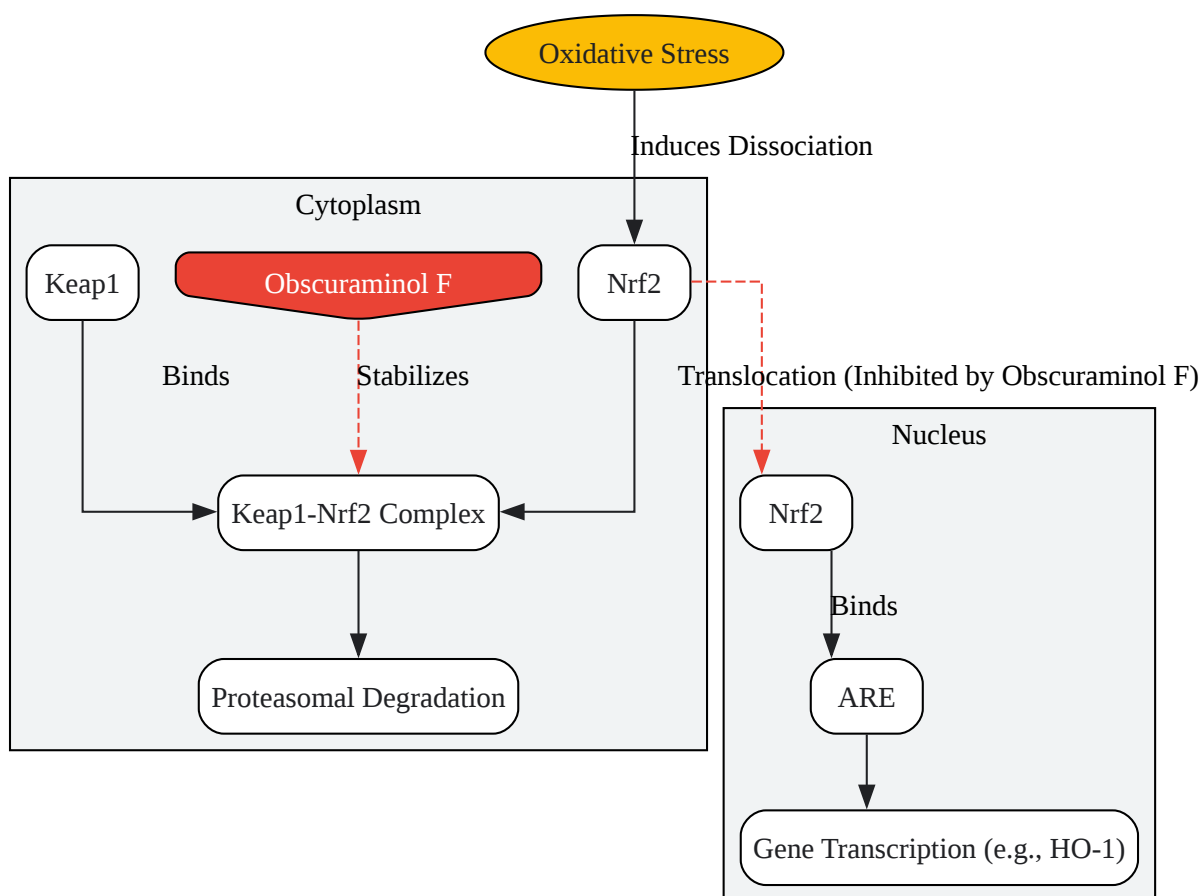 Oxidative Stress
Induces Dissociation
Cytoplasm
Keap1
Obscuraminol F
Nrf2
Binds
Stabilizes
Translocation (Inhibited by Obscuraminol F)
Nucleus
Keap1-Nrf2 Complex
Nrf2
Binds
Proteasomal Degradation
ARE
Gene Transcription (e.g., HO-1)